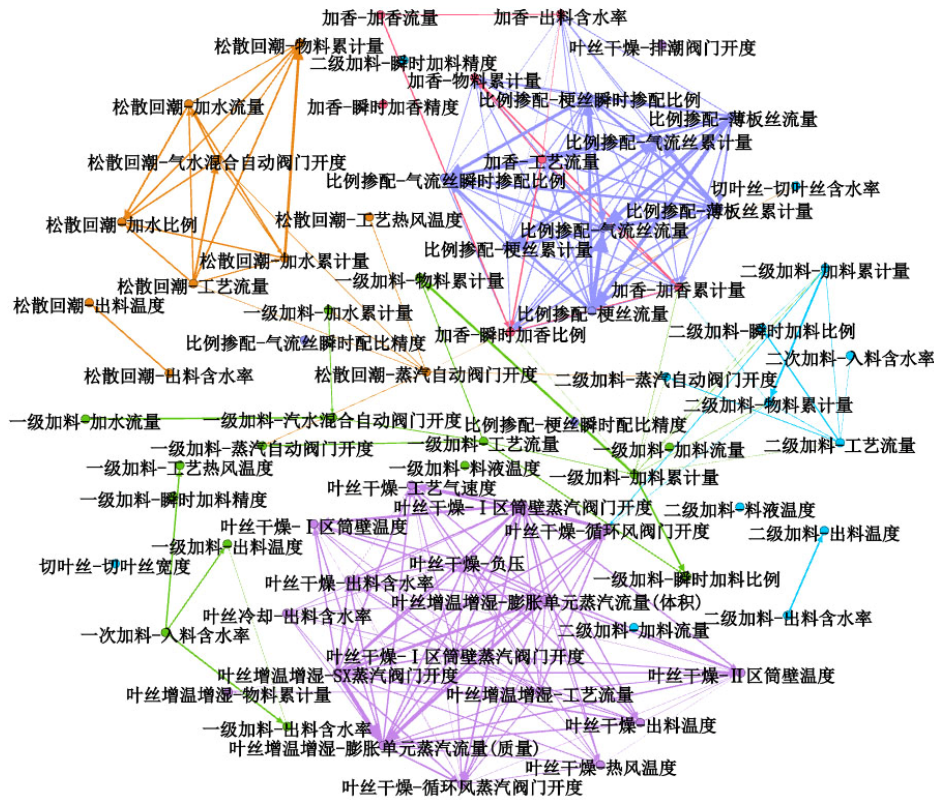 加香-加香流量
加香-出料含水率
松散回潮-物料累计量
叶丝干燥-排潮阀门开度
二级加料-瞬时加料精度
加香-物料累计量
松散回潮-加水流量
加香-瞬时加香精度
比例掺配-梗丝瞬时掺配比例
比例掺配-薄板丝流量
比例掺配-气流丝累计量
松散回潮-气水混合自动阀门开度
加香-工艺流量
比例掺配-气流丝瞬时掺配比例
切叶丝-切叶丝含水率
松散回潮-加水比例
松散回潮-工艺热风温度
比例掺配-薄板丝累计量
比例掺配-气流丝流量
比例掺配-梗丝累计量
松散回潮-加水累计量
二级加料-加料累计量
松散回潮-工艺流量
一级加料-物料累计量
加香-加香累计量
松散回潮-出料温度
一级加料-加水累计量
比例掺配-梗丝流量
加香-瞬时加香比例
二级加料-瞬时加料比例
比例掺配-气流丝瞬时配比精度
二次加料-入料含水率
松散回潮-出料含水率
松散回潮-蒸汽自动阀门开度
二级加料-蒸汽自动阀门开度
二级加料-物料累计量
一级加料-加水流量
一级加料-汽水混合自动阀门开度
比例掺配-梗丝瞬时配比精度
一级加料-蒸汽自动阀门开度
一级加料-工艺流量
一级加料-加料流量
二级加料-工艺流量
一级加料-工艺热风温度
一级加料-料液温度
一级加料-加料累计量
叶丝干燥-工艺气速度
一级加料-瞬时加料精度
叶丝干燥-Ⅰ区筒壁蒸汽阀门开度
二级加料-料液温度
叶丝干燥-Ⅰ区筒壁温度
叶丝干燥-循环风阀门开度
二级加料-出料温度
一级加料-出料温度
切叶丝-切叶丝宽度
叶丝干燥-负压
叶丝干燥-出料含水率
一级加料-瞬时加料比例
叶丝增温增湿-膨胀单元蒸汽流量(体积)
叶丝冷却-出料含水率
二级加料-出料含水率
一次加料-入料含水率
二级加料-加料流量
叶丝干燥-Ⅰ区筒壁蒸汽阀门开度
叶丝增温增湿-SX蒸汽阀门开度
叶丝干燥-Ⅱ区筒壁温度
叶丝增温增湿-物料累计量
叶丝增温增湿-工艺流量
一级加料-出料含水率
叶丝干燥-出料温度
叶丝增温增湿-膨胀单元蒸汽流量(质量)
叶丝干燥-热风温度
叶丝干燥-循环风蒸汽阀门开度